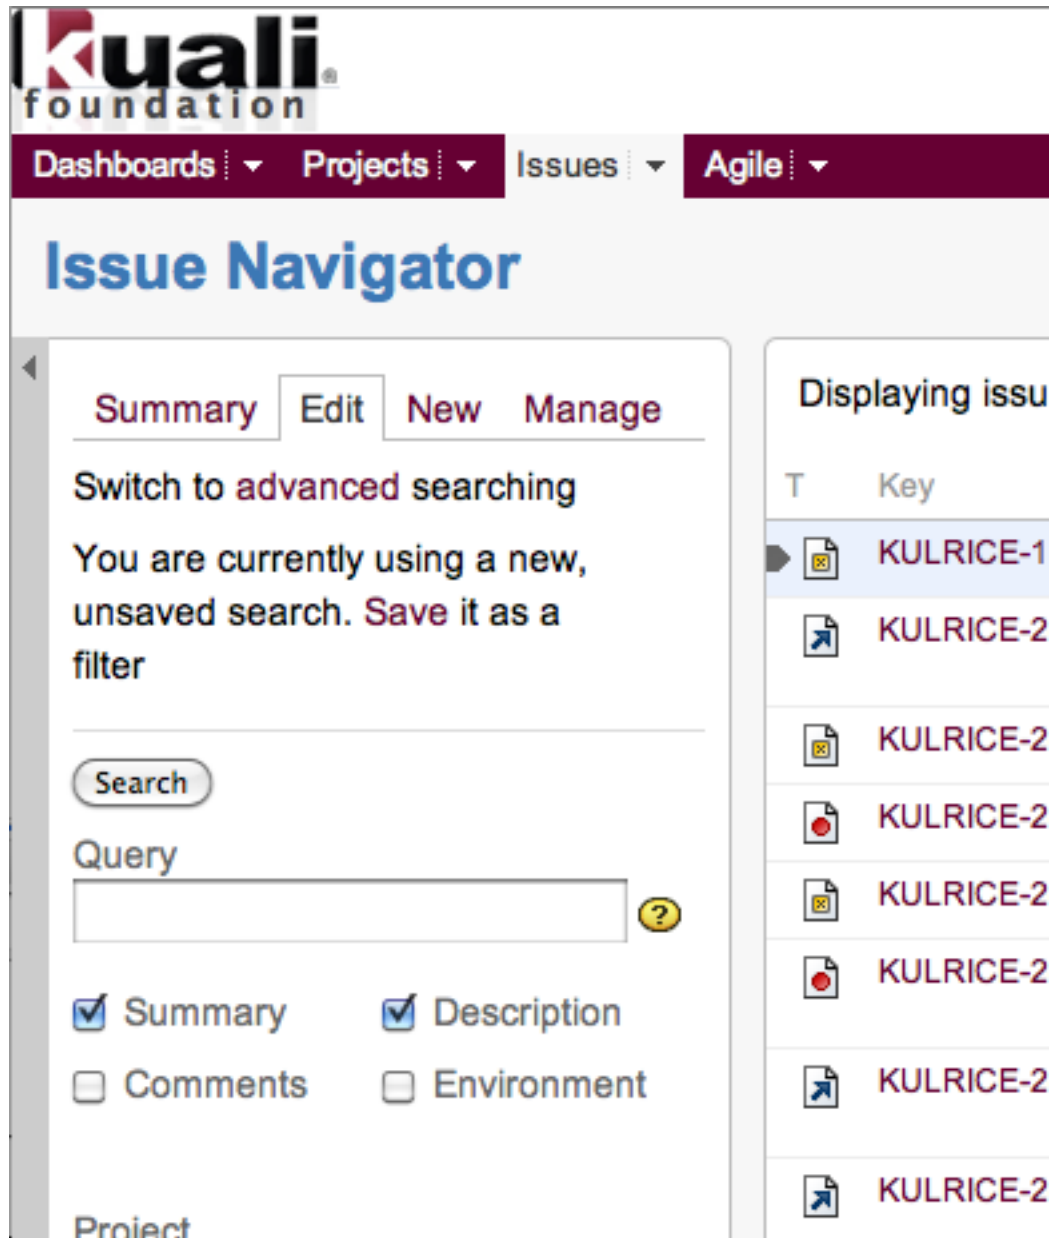 kuali®
foundation
Dashboards Projects Issues Agile
Issue Navigator
Summary Edit New Manage
Switch to advanced searching
You are currently using a new,
unsaved search. Save it as a
filter
Search
Query
?
Summary Description
Comments Environment
Project
Displaying issu
T Key
KULRICE-1
KULRICE-2
KULRICE-2
KULRICE-2
KULRICE-2
KULRICE-2
KULRICE-2
KULRICE-2